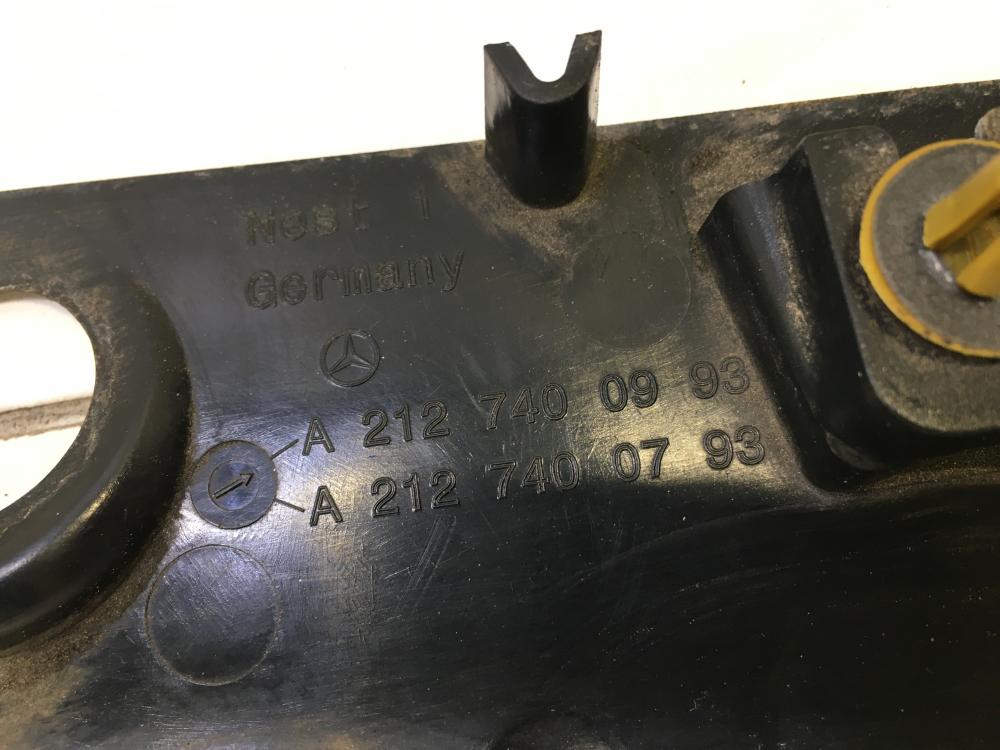 Nest 1
Germany
A 212 740 09 93
A 212 740 07 93